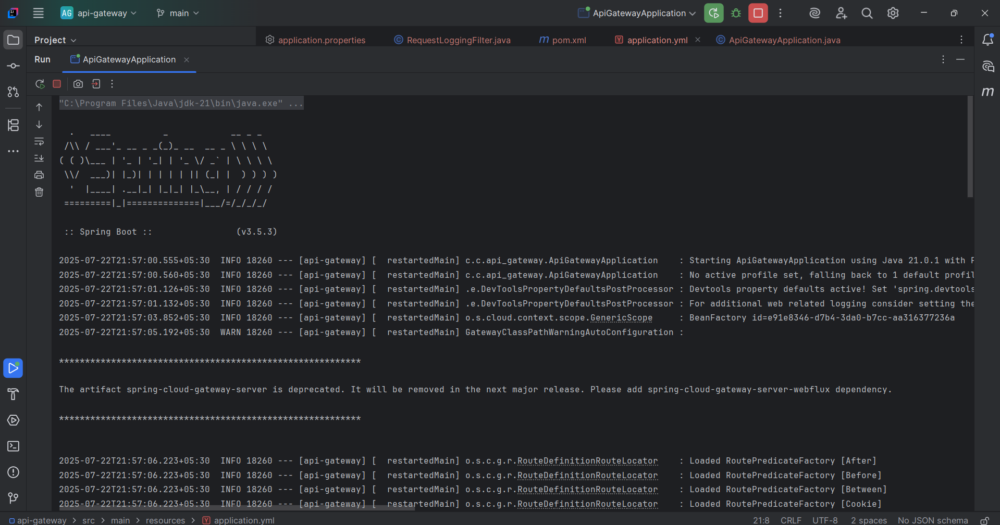 AG api-gateway main ApiGatewayApplication
Project application.properties RequestLoggingFilter.java pom.xml application.yml ApiGatewayApplication.java
Run ApiGatewayApplication
"C:\Program Files\Java\jdk-21\bin\java.exe" ...
  .   ____          _            __ _ _
 /\\ / ___'_ __ _ _(_)_ __  __ _ \ \ \ \
( ( )\___ | '_ | '_| | '_ \/ _` | \ \ \ \
 \\/  ___)| |_)| | | | | || (_| |  ) ) ) )
  '  |____| .__|_| |_|_| |_\__, | / / / /
 =========|_|==============|___/=/_/_/_/
 :: Spring Boot ::                (v3.5.3)
2025-07-22T21:57:00.555+05:30  INFO 18260 --- [api-gateway] [  restartedMain] c.c.api_gateway.ApiGatewayApplication    : Starting ApiGatewayApplication using Java 21.0.1 with
2025-07-22T21:57:00.560+05:30  INFO 18260 --- [api-gateway] [  restartedMain] c.c.api_gateway.ApiGatewayApplication    : No active profile set, falling back to 1 default profil
2025-07-22T21:57:01.126+05:30  INFO 18260 --- [api-gateway] [  restartedMain] .e.DevToolsPropertyDefaultsPostProcessor : Devtools property defaults active! Set 'spring.devtools
2025-07-22T21:57:01.132+05:30  INFO 18260 --- [api-gateway] [  restartedMain] .e.DevToolsPropertyDefaultsPostProcessor : For additional web related logging consider setting the
2025-07-22T21:57:03.852+05:30  INFO 18260 --- [api-gateway] [  restartedMain] o.s.cloud.context.scope.GenericScope     : BeanFactory id=e91e8346-d7b4-3da0-b7cc-aa316377236a
2025-07-22T21:57:05.192+05:30  WARN 18260 --- [api-gateway] [  restartedMain] GatewayClassPathWarningAutoConfiguration :
**********************************************************
The artifact spring-cloud-gateway-server is deprecated. It will be removed in the next major release. Please add spring-cloud-gateway-server-webflux dependency.
**********************************************************
2025-07-22T21:57:06.223+05:30  INFO 18260 --- [api-gateway] [  restartedMain] o.s.c.g.r.RouteDefinitionRouteLocator    : Loaded RoutePredicateFactory [After]
2025-07-22T21:57:06.223+05:30  INFO 18260 --- [api-gateway] [  restartedMain] o.s.c.g.r.RouteDefinitionRouteLocator    : Loaded RoutePredicateFactory [Before]
2025-07-22T21:57:06.223+05:30  INFO 18260 --- [api-gateway] [  restartedMain] o.s.c.g.r.RouteDefinitionRouteLocator    : Loaded RoutePredicateFactory [Between]
2025-07-22T21:57:06.223+05:30  INFO 18260 --- [api-gateway] [  restartedMain] o.s.c.g.r.RouteDefinitionRouteLocator    : Loaded RoutePredicateFactory [Cookie]
api-gateway > src > main > resources > application.yml 21:8 CRLF UTF-8 2 spaces No JSON schema